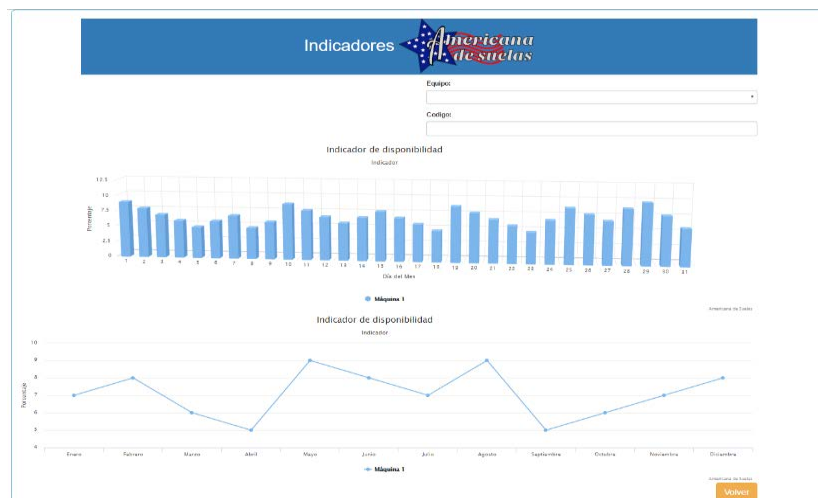 Indicadores
Americana
de suelas
Equipo:
Codigo:
Indicador de disponibilidad
Indicador
Porcentaje
12.5
10
7.5
5
2.5
0
1 2 3 4 5 6 7 8 9 10 11 12 13 14 15 16 17 18 19 20 21 22 23 24 25 26 27 28 29 30 31
Día del Mes
Máquina 1
Americana de Suelas
Indicador de disponibilidad
Indicador
Porcentaje
10
9
8
7
6
5
4
Enero Febrero Marzo Abril Mayo Junio Julio Agosto Septiembre Octubre Noviembre Diciembre
Máquina 1
Americana de Suelas
Volver